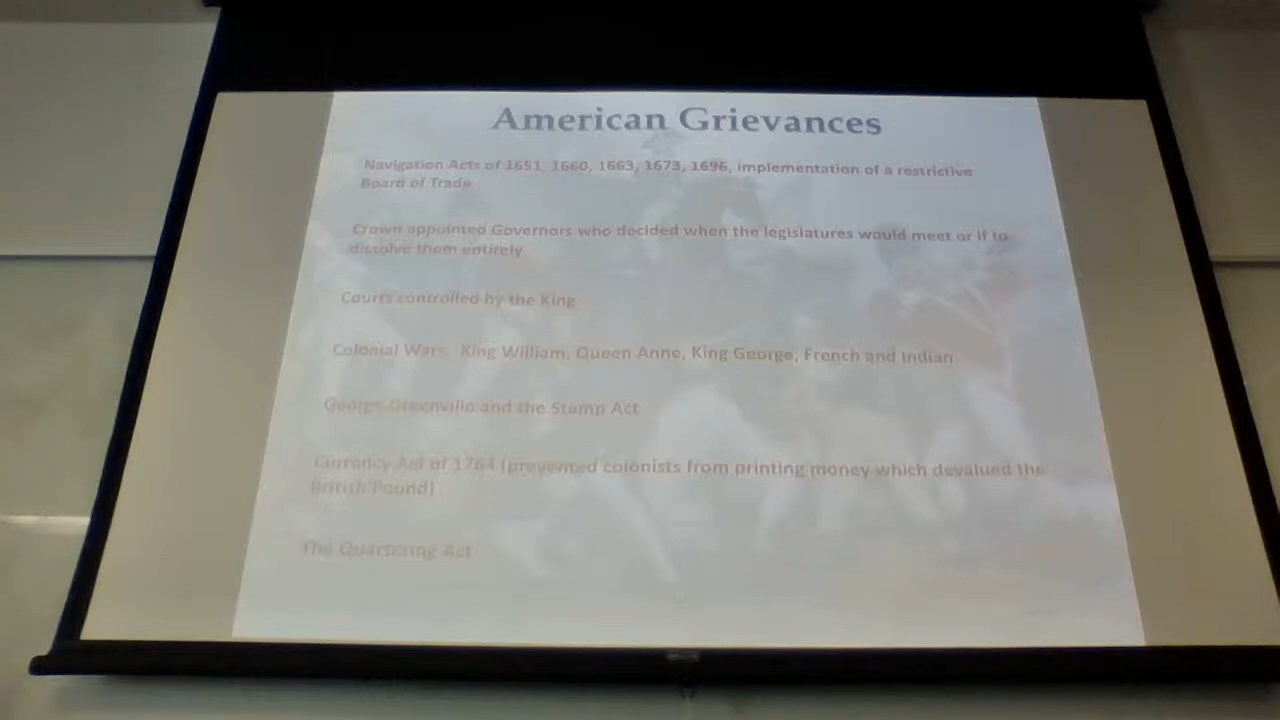 American Grievances
Navigation Acts of 1651, 1660, 1663, 1673, 1696, implementation of a restrictive
Board of Trade
Crown appointed Governors who decided when the legislatures would meet or if to
dissolve them entirely
Courts controlled by the King
Colonial Wars: King William, Queen Anne, King George, French and Indian
George Greenville and the Stamp Act
Currency Act of 1764 (prevented colonists from printing money which devalued the
British Pound)
The Quartering Act